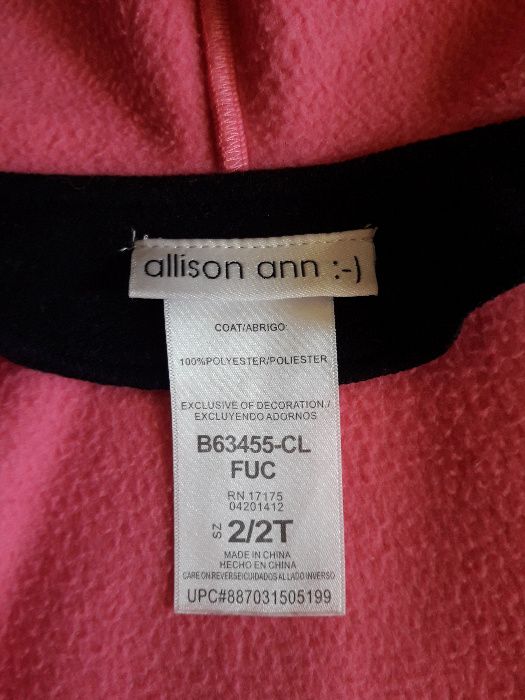 allison ann :-)
COAT/ABRIGO:
100%POLYESTER/POLIESTER
EXCLUSIVE OF DECORATION/
EXCLUYENDO ADORNOS
B63455-CL
FUC
RN 17175
04201412
SZ 2/2T
MADE IN CHINA
HECHO EN CHINA
CARE ON REVERSE/CUIDADOS AL LADO INVERSO
UPC#887031505199